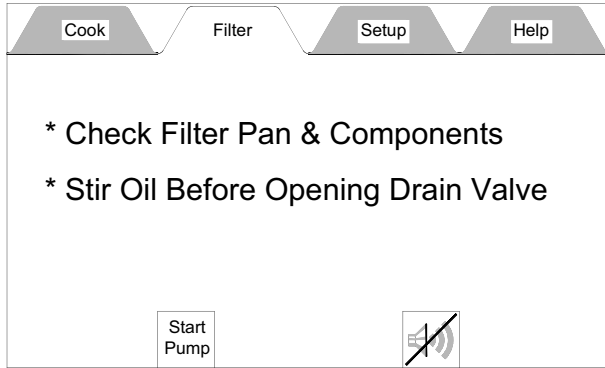 Cook Filter Setup Help
* Check Filter Pan & Components
* Stir Oil Before Opening Drain Valve
Start
Pump